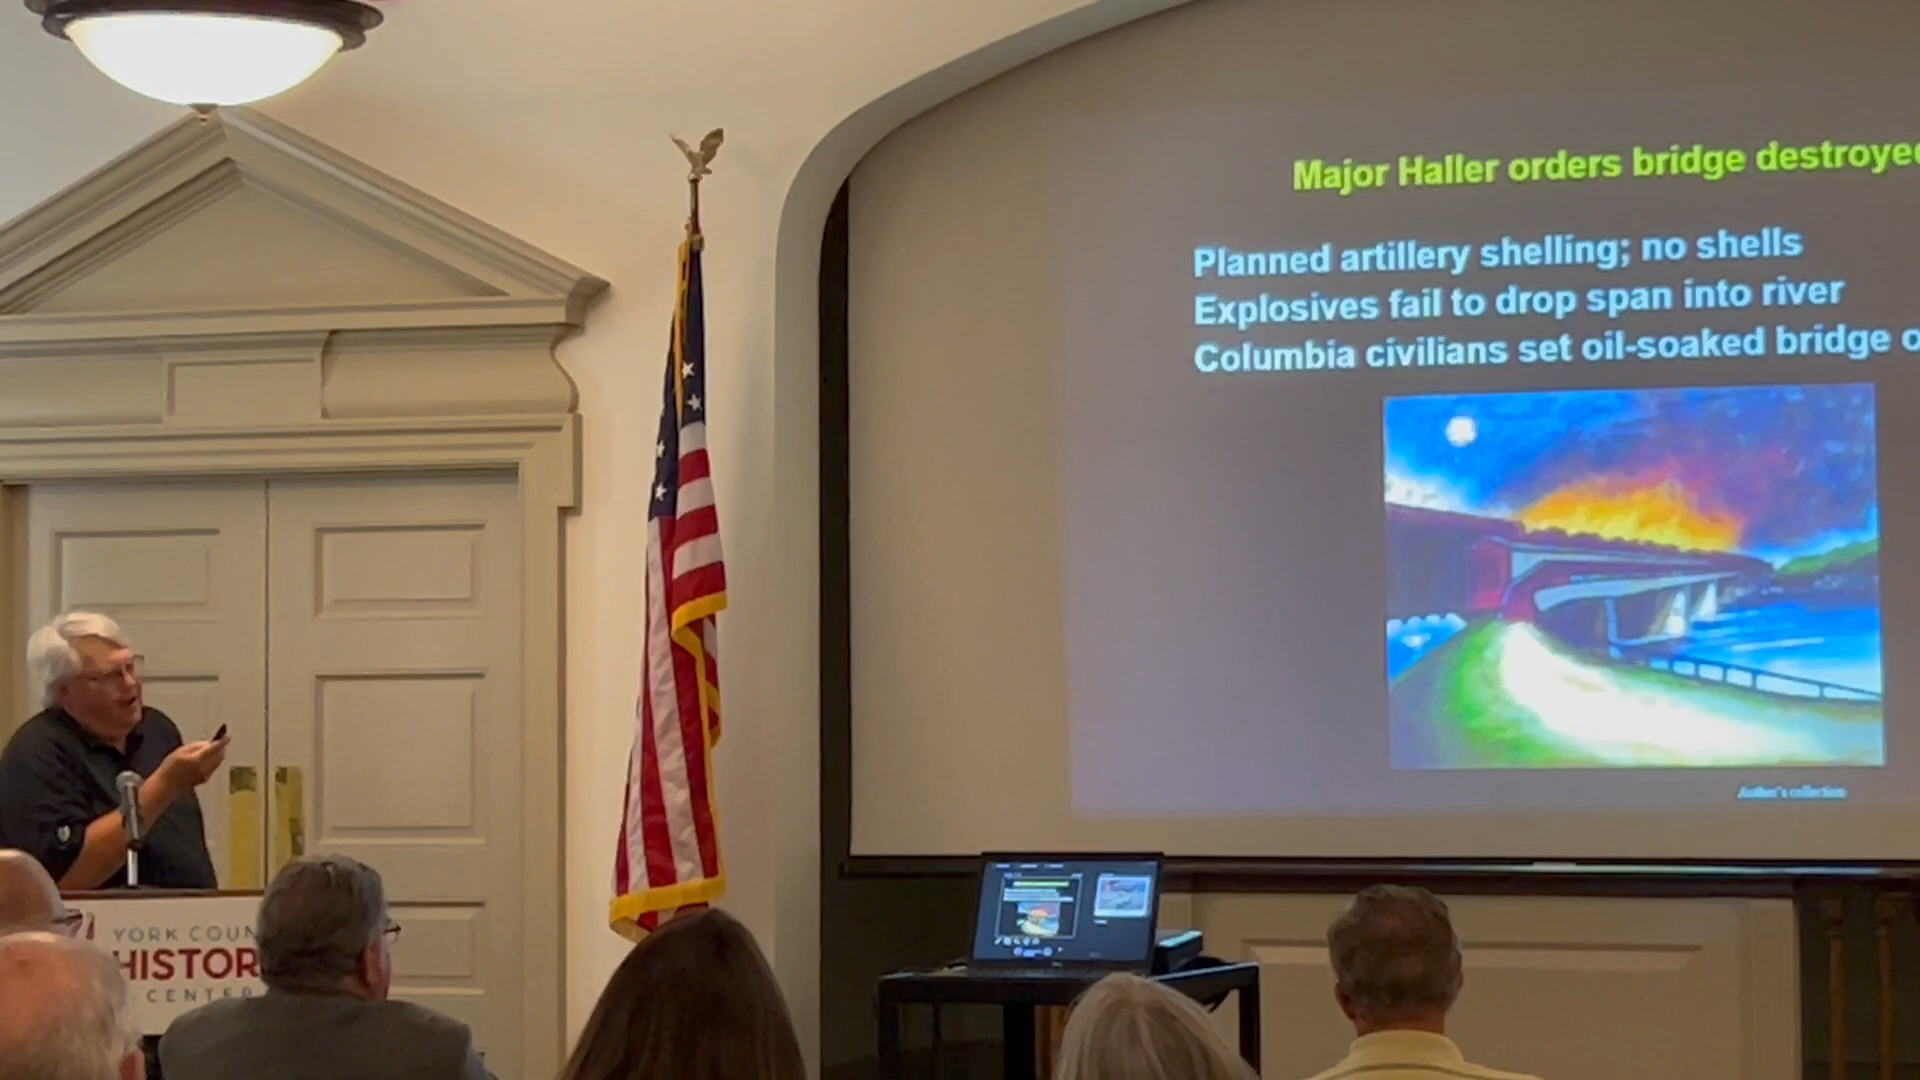 Major Haller orders bridge destroyed
Planned artillery shelling; no shells
Explosives fail to drop span into river
Columbia civilians set oil-soaked bridge o
Author's collection
YORK COUN
HISTOR
CENTER